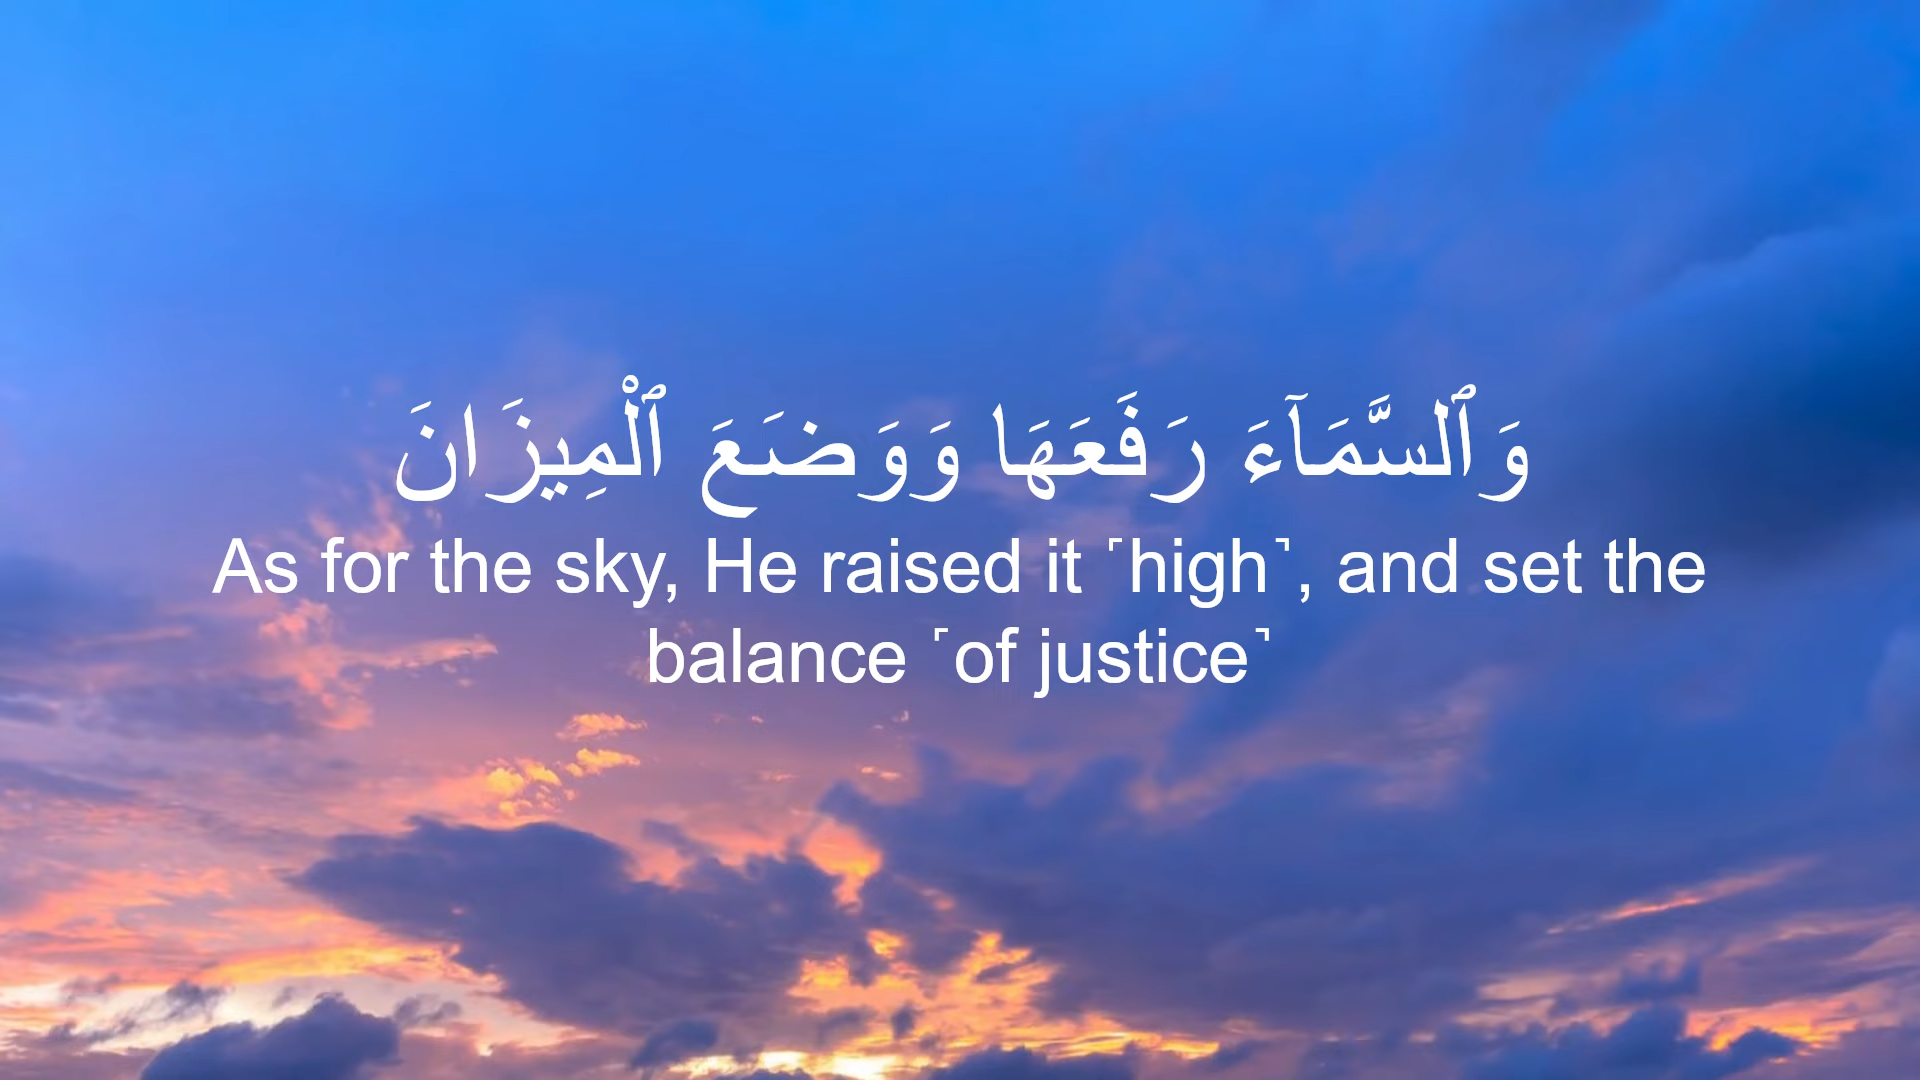 وَٱلسَّمَآءَ رَفَعَهَا وَوَضَعَ ٱلْمِيزَانَ
As for the sky, He raised it ˹high˺, and set the
balance ˹of justice˺